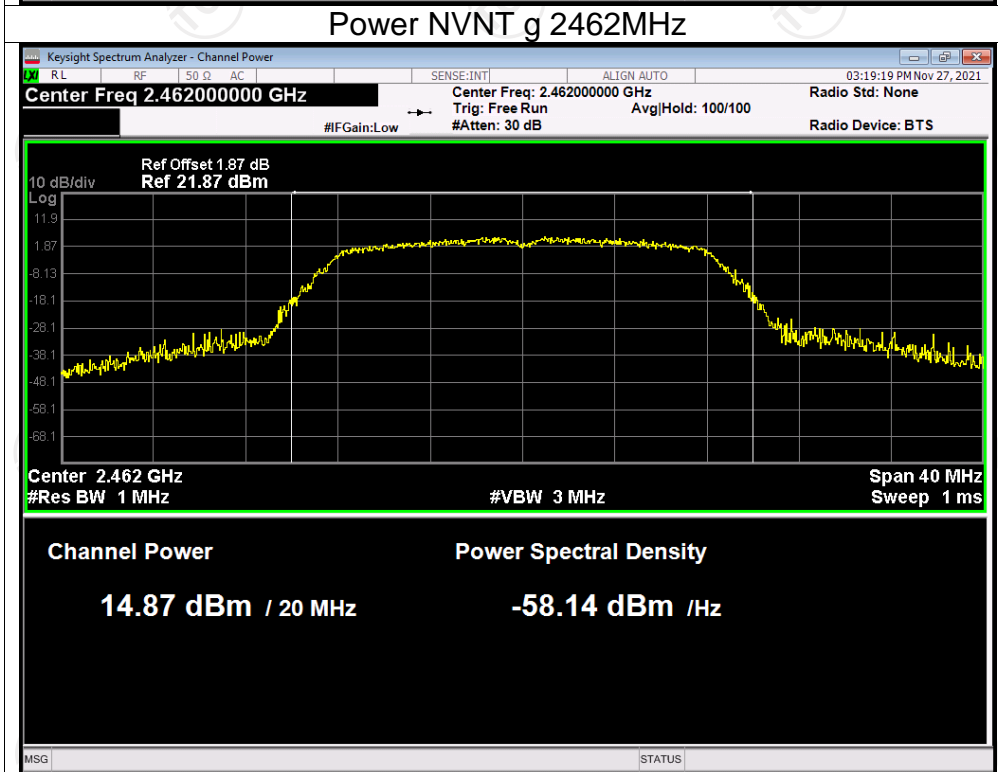 Power NVNT g 2462MHz
Keysight Spectrum Analyzer - Channel Power
LXI RL RF 50 Ω AC SENSE:INT ALIGN AUTO 03:19:19 PM Nov 27, 2021
Center Freq 2.462000000 GHz Center Freq: 2.462000000 GHz Radio Std: None
Trig: Free Run Avg|Hold: 100/100
#IFGain:Low #Atten: 30 dB Radio Device: BTS
Ref Offset 1.87 dB
10 dB/div Ref 21.87 dBm
Log
11.9
1.87
-8.13
-18.1
-28.1
-38.1
-48.1
-58.1
-68.1
Center 2.462 GHz Span 40 MHz
#Res BW 1 MHz #VBW 3 MHz Sweep 1 ms
Channel Power Power Spectral Density
14.87 dBm / 20 MHz -58.14 dBm /Hz
MSG STATUS